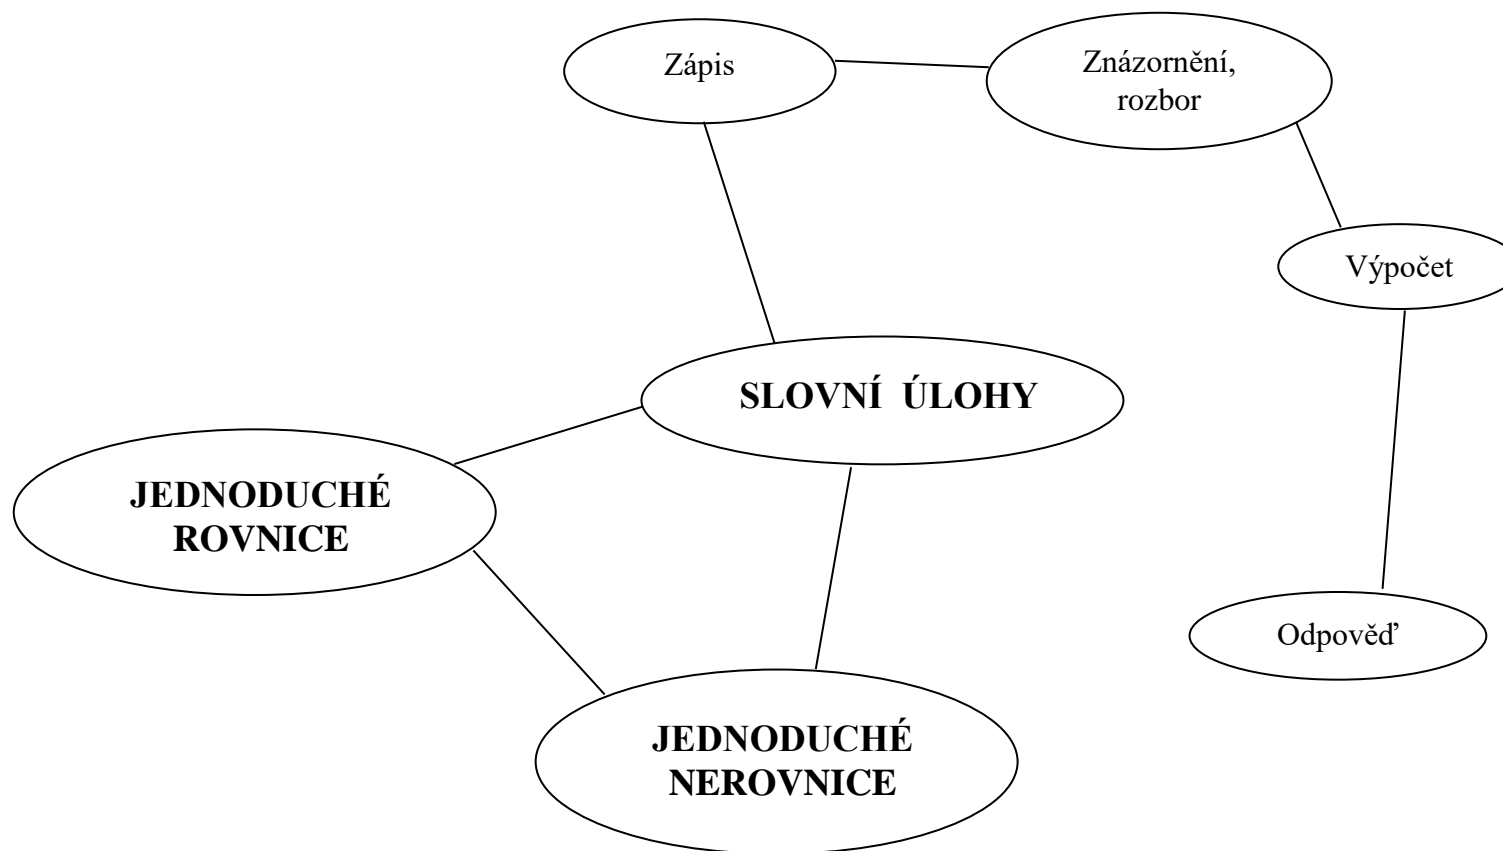 Zápis
Znázornění,
rozbor
Výpočet
SLOVNÍ ÚLOHY
JEDNODUCHÉ
ROVNICE
Odpověď
JEDNODUCHÉ
NEROVNICE